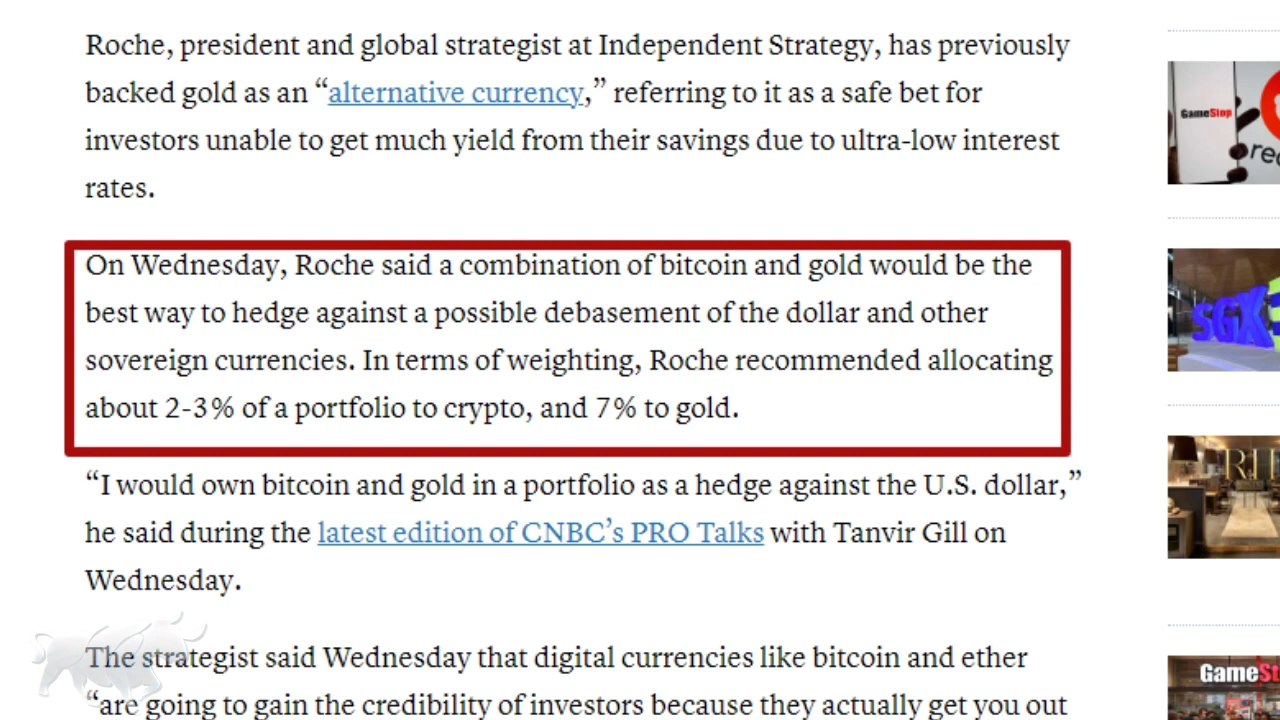 Roche, president and global strategist at Independent Strategy, has previously
backed gold as an “alternative currency,” referring to it as a safe bet for
investors unable to get much yield from their savings due to ultra-low interest
rates.
On Wednesday, Roche said a combination of bitcoin and gold would be the
best way to hedge against a possible debasement of the dollar and other
sovereign currencies. In terms of weighting, Roche recommended allocating
about 2-3% of a portfolio to crypto, and 7% to gold.
“I would own bitcoin and gold in a portfolio as a hedge against the U.S. dollar,”
he said during the latest edition of CNBC’s PRO Talks with Tanvir Gill on
Wednesday.
The strategist said Wednesday that digital currencies like bitcoin and ether
“are going to gain the credibility of investors because they actually get you out
GameStop
SGX